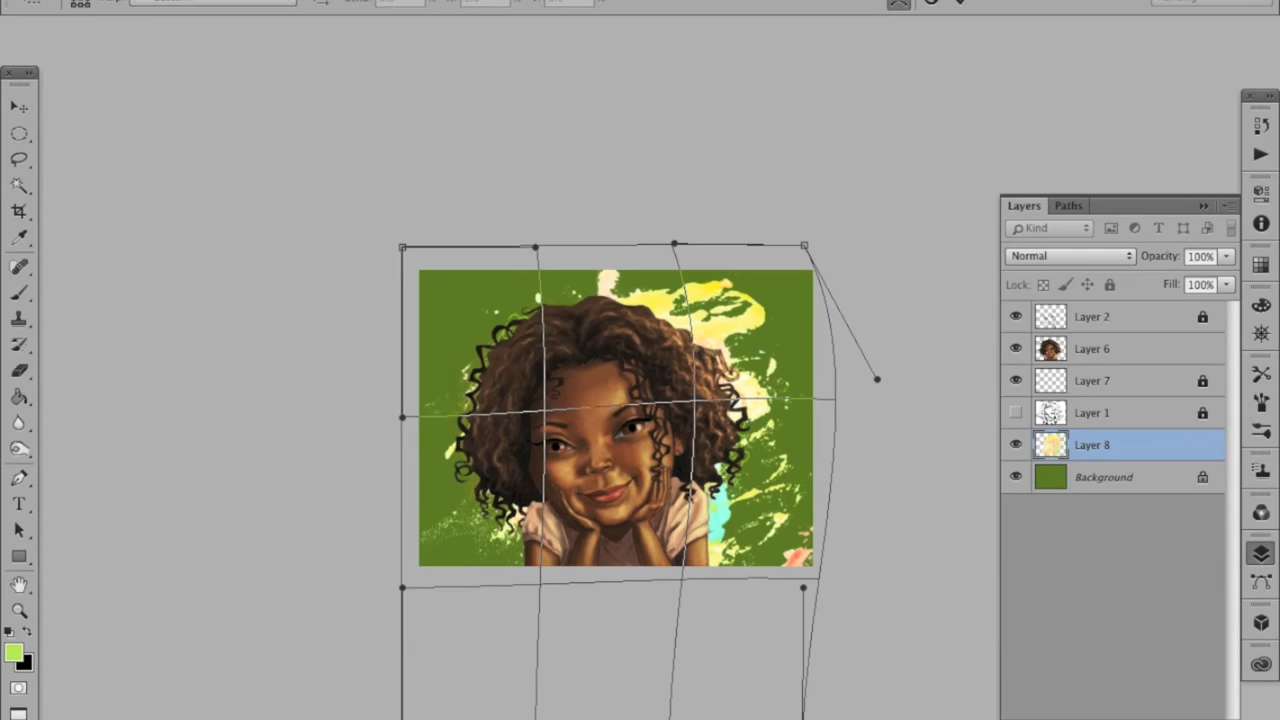 Layers Paths
Kind
Normal Opacity: 100%
Lock: Fill: 100%
Layer 2
Layer 6
Layer 7
Layer 1
Layer 8
Background